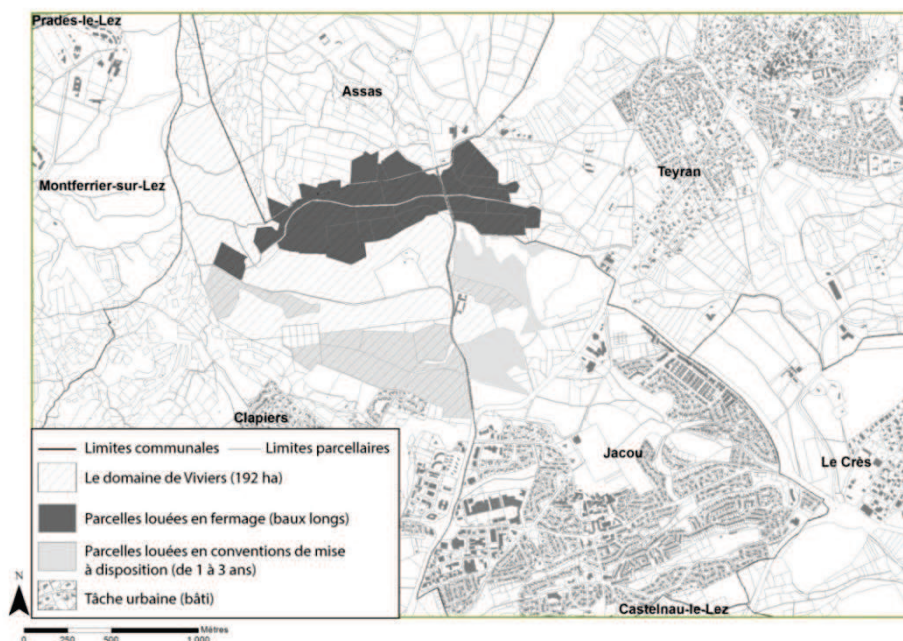 Prades-le-Lez
Assas
Teyran
Montferrier-sur-Lez
Clapiers
Jacou
Le Crès
Castelnau-le-Lez
Limites communales
Limites parcellaires
Le domaine de Viviers (192 ha)
Parcelles louées en fermage (baux longs)
Parcelles louées en conventions de mise
à disposition (de 1 à 3 ans)
Tâche urbaine (bâti)
N
Mètres
0 250 500 1 000